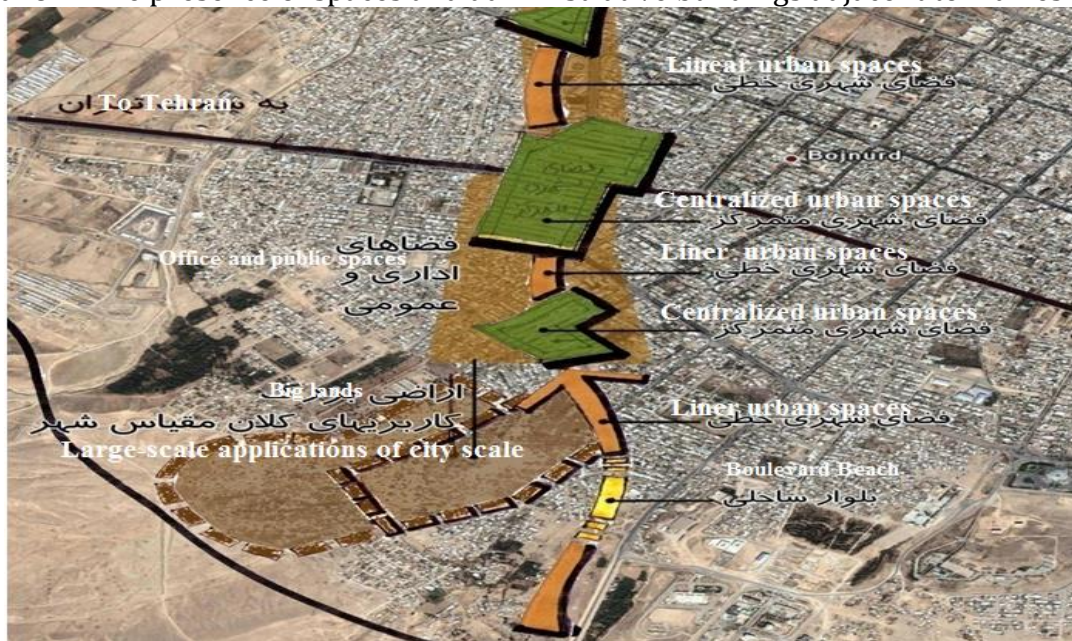 Linear urban spaces
فضای شهری خطی
To Tehran
به سمت تهران
Bojnurd
Centralized urban spaces
فضای شهری متمرکز
فضاهای
Office and public spaces
اداری و
عمومی
Liner urban spaces
فضای شهری خطی
Centralized urban spaces
فضای شهری متمرکز
Big lands
اراضی
کاربریهای کلان مقیاس شهر
Large-scale applications of city scale
Liner urban spaces
فضای شهری خطی
Boulevard Beach
بلوار ساحلی